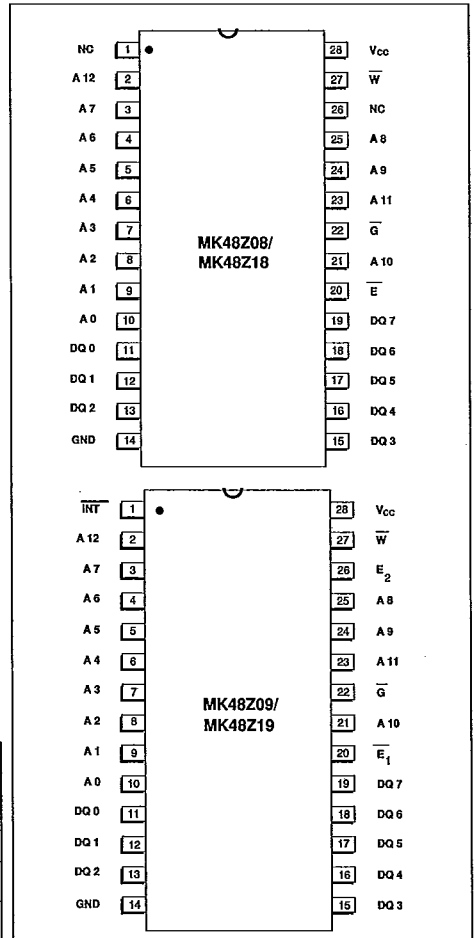 NC 1 28 Vcc
A 12 2 27 W̅
A 7 3 26 NC
A 6 4 25 A 8
A 5 5 24 A 9
A 4 6 23 A 11
A 3 7 22 G̅
MK48Z08/
MK48Z18
A 2 8 21 A 10
A 1 9 20 E̅
A 0 10 19 DQ 7
DQ 0 11 18 DQ 6
DQ 1 12 17 DQ 5
DQ 2 13 16 DQ 4
GND 14 15 DQ 3
I̅N̅T̅ 1 28 Vcc
A 12 2 27 W̅
A 7 3 26 E2
A 6 4 25 A 8
A 5 5 24 A 9
A 4 6 23 A 11
A 3 7 22 G̅
MK48Z09/
MK48Z19
A 2 8 21 A 10
A 1 9 20 E̅1̅
A 0 10 19 DQ 7
DQ 0 11 18 DQ 6
DQ 1 12 17 DQ 5
DQ 2 13 16 DQ 4
GND 14 15 DQ 3